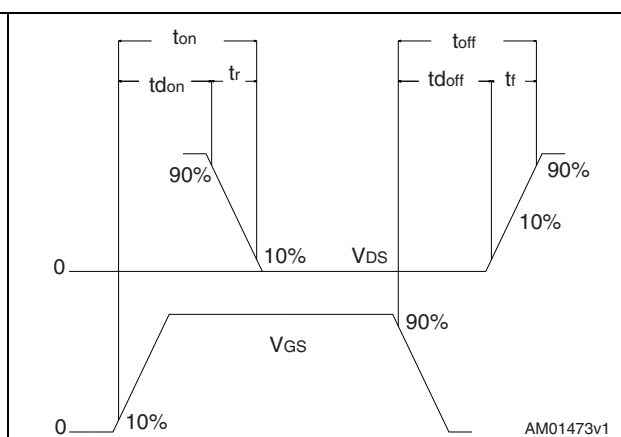 ton toff
tdon tr tdoff tf
90% 90%
10% 10%
0 VDS
VGS 90%
0 10%
AM01473v1